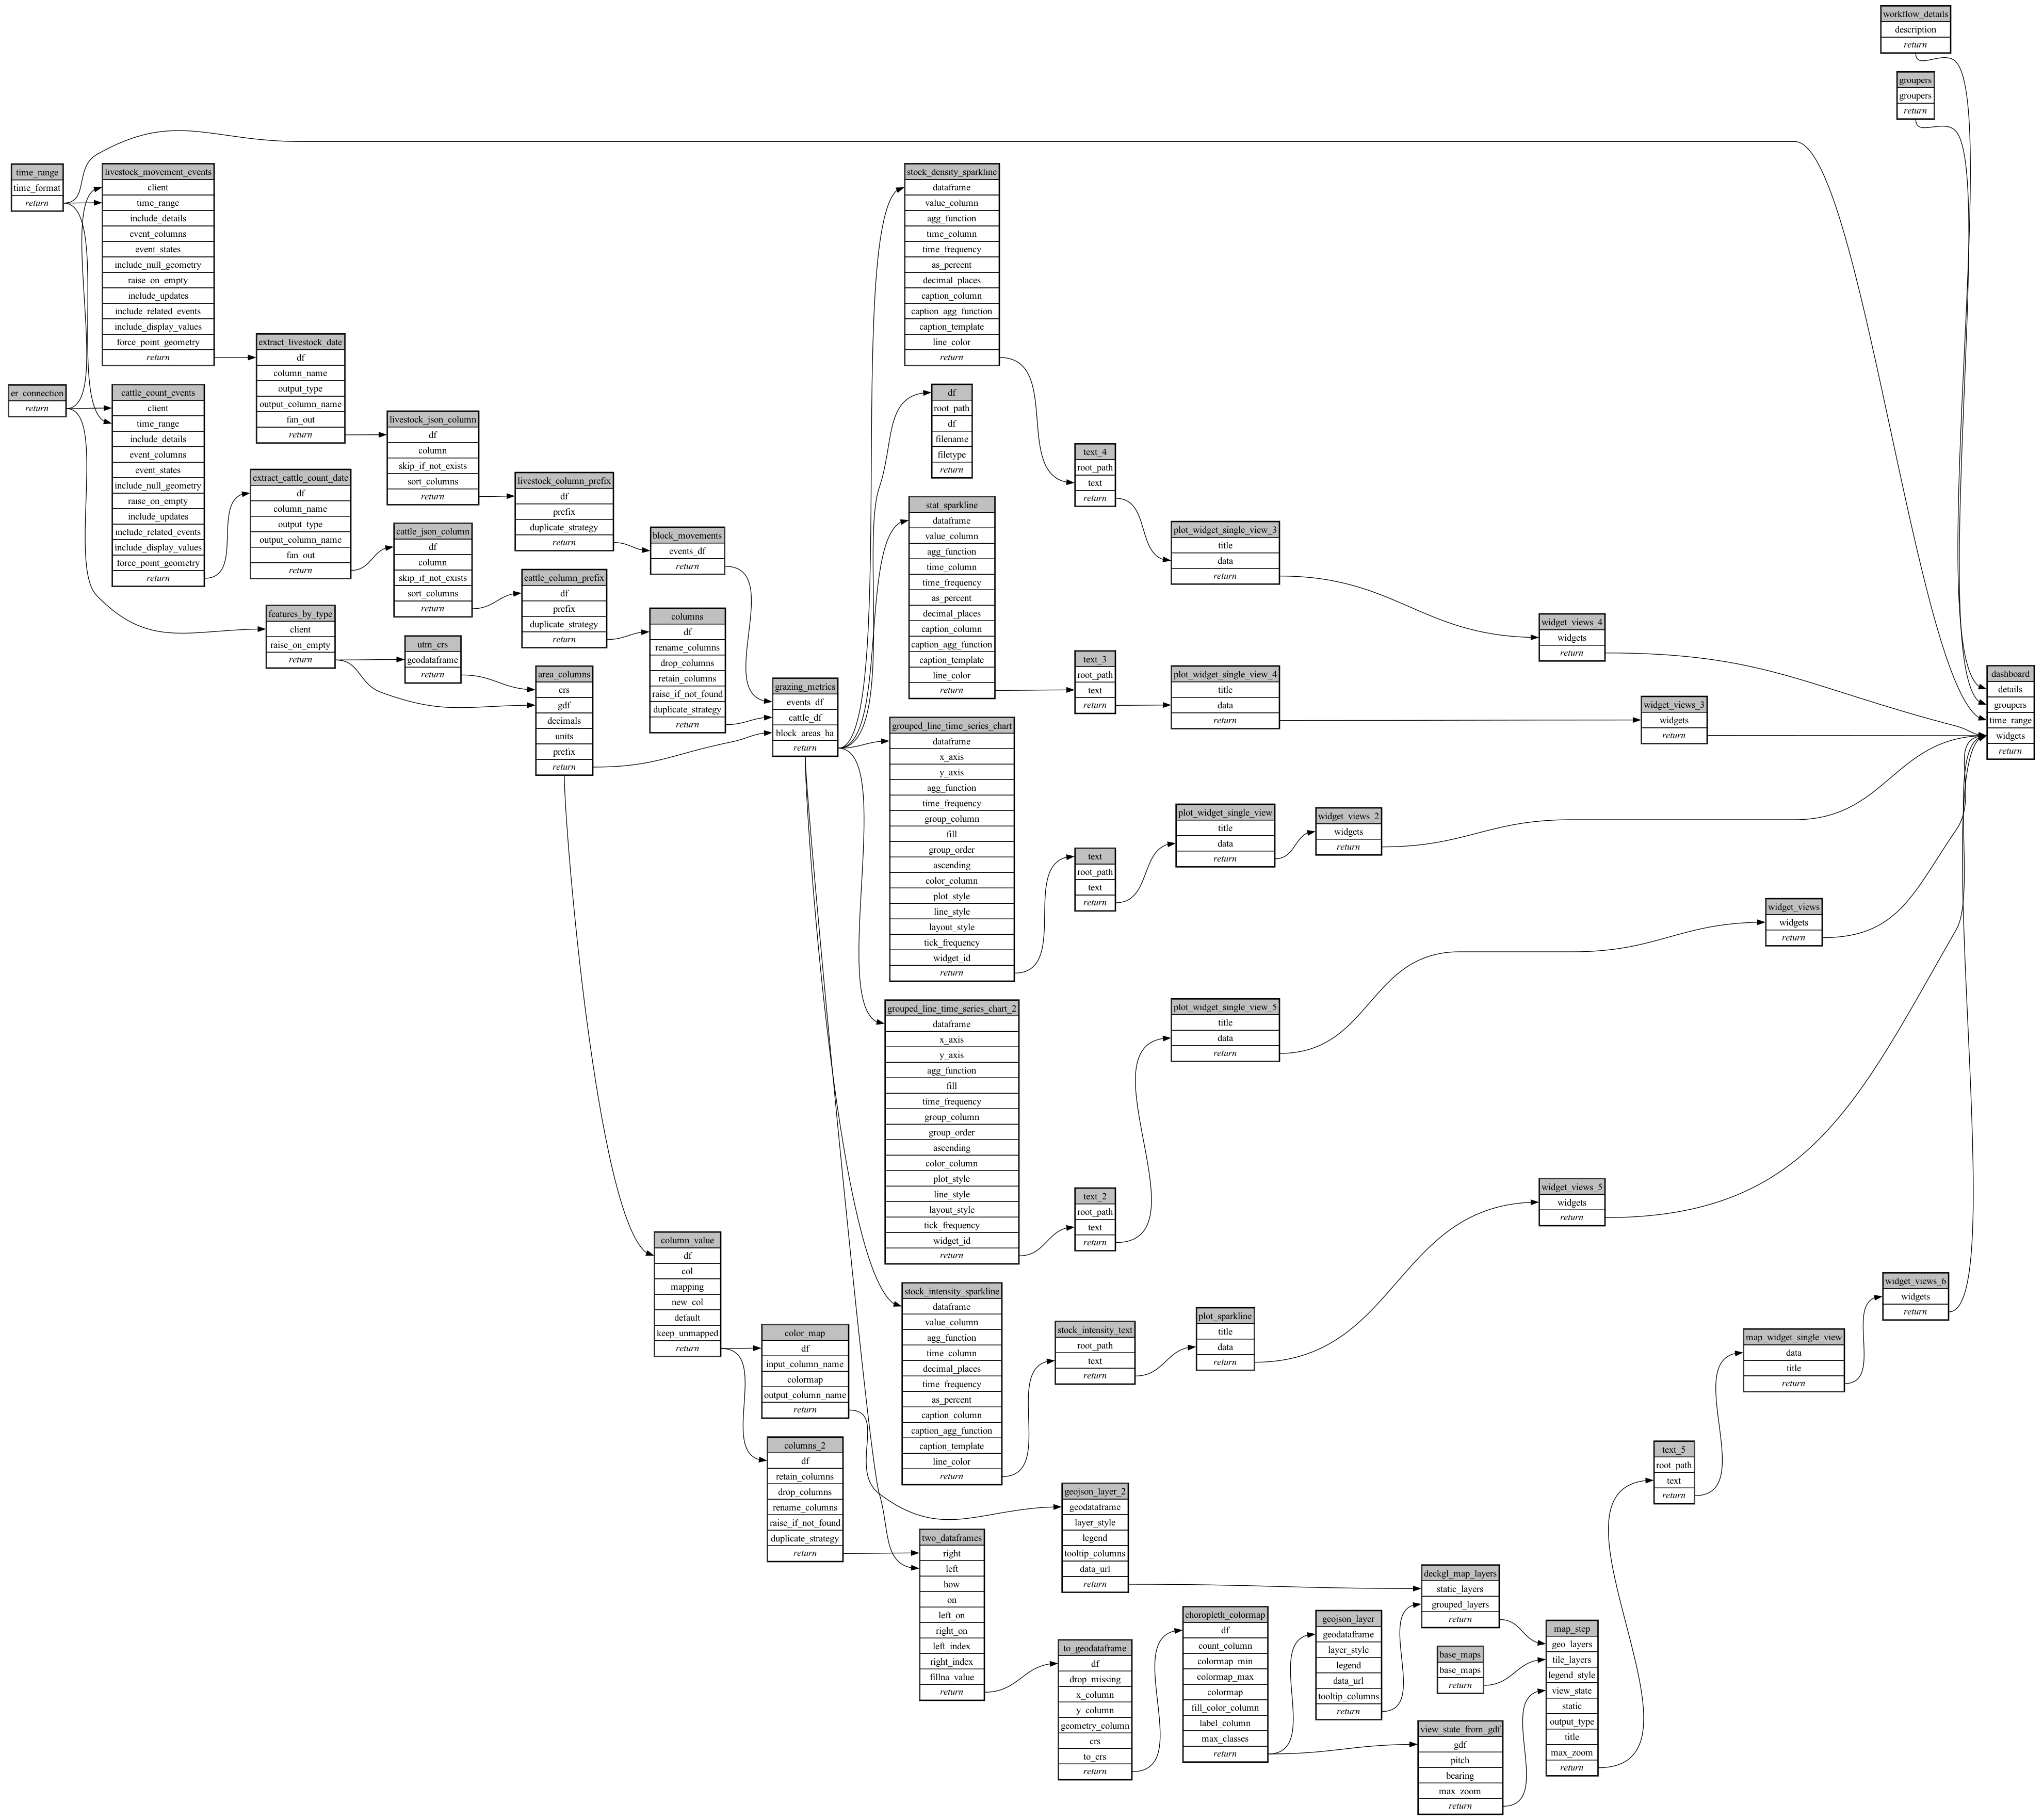 workflow_details
description
return
groupers
groupers
return
time_range
time_format
return
livestock_movement_events
client
time_range
include_details
event_columns
event_states
include_null_geometry
raise_on_empty
include_updates
include_related_events
include_display_values
force_point_geometry
return
stock_density_sparkline
dataframe
value_column
agg_function
time_column
time_frequency
as_percent
decimal_places
caption_column
caption_agg_function
caption_template
line_color
return
extract_livestock_date
df
column_name
output_type
output_column_name
fan_out
return
er_connection
return
cattle_count_events
client
time_range
include_details
event_columns
event_states
include_null_geometry
raise_on_empty
include_updates
include_related_events
include_display_values
force_point_geometry
return
df
root_path
df
filename
filetype
return
livestock_json_column
df
column
skip_if_not_exists
sort_columns
return
text_4
root_path
text
return
extract_cattle_count_date
df
column_name
output_type
output_column_name
fan_out
return
livestock_column_prefix
df
prefix
duplicate_strategy
return
stat_sparkline
dataframe
value_column
agg_function
time_column
time_frequency
as_percent
decimal_places
caption_column
caption_agg_function
caption_template
line_color
return
cattle_json_column
df
column
skip_if_not_exists
sort_columns
return
plot_widget_single_view_3
title
data
return
block_movements
events_df
return
cattle_column_prefix
df
prefix
duplicate_strategy
return
features_by_type
client
raise_on_empty
return
columns
df
rename_columns
drop_columns
retain_columns
raise_if_not_found
duplicate_strategy
return
widget_views_4
widgets
return
utm_crs
geodataframe
return
text_3
root_path
text
return
area_columns
crs
gdf
decimals
units
prefix
return
plot_widget_single_view_4
title
data
return
dashboard
details
groupers
time_range
widgets
return
grazing_metrics
events_df
cattle_df
block_areas_ha
return
widget_views_3
widgets
return
grouped_line_time_series_chart
dataframe
x_axis
y_axis
agg_function
time_frequency
group_column
fill
group_order
ascending
color_column
plot_style
line_style
layout_style
tick_frequency
widget_id
return
plot_widget_single_view
title
data
return
widget_views_2
widgets
return
text
root_path
text
return
widget_views
widgets
return
grouped_line_time_series_chart_2
dataframe
x_axis
y_axis
agg_function
fill
time_frequency
group_column
group_order
ascending
color_column
plot_style
line_style
layout_style
tick_frequency
widget_id
return
plot_widget_single_view_5
title
data
return
text_2
root_path
text
return
widget_views_5
widgets
return
column_value
df
col
mapping
new_col
default
keep_unmapped
return
widget_views_6
widgets
return
stock_intensity_sparkline
dataframe
value_column
agg_function
time_column
decimal_places
time_frequency
as_percent
caption_column
caption_agg_function
caption_template
line_color
return
plot_sparkline
title
data
return
stock_intensity_text
root_path
text
return
color_map
df
input_column_name
colormap
output_column_name
return
map_widget_single_view
data
title
return
columns_2
df
retain_columns
drop_columns
rename_columns
raise_if_not_found
duplicate_strategy
return
text_5
root_path
text
return
geojson_layer_2
geodataframe
layer_style
legend
tooltip_columns
data_url
return
two_dataframes
right
left
how
on
left_on
right_on
left_index
right_index
fillna_value
return
deckgl_map_layers
static_layers
grouped_layers
return
choropleth_colormap
df
count_column
colormap_min
colormap_max
colormap
fill_color_column
label_column
max_classes
return
geojson_layer
geodataframe
layer_style
legend
data_url
tooltip_columns
return
map_step
geo_layers
tile_layers
legend_style
view_state
static
output_type
title
max_zoom
return
to_geodataframe
df
drop_missing
x_column
y_column
geometry_column
crs
to_crs
return
base_maps
base_maps
return
view_state_from_gdf
gdf
pitch
bearing
max_zoom
return